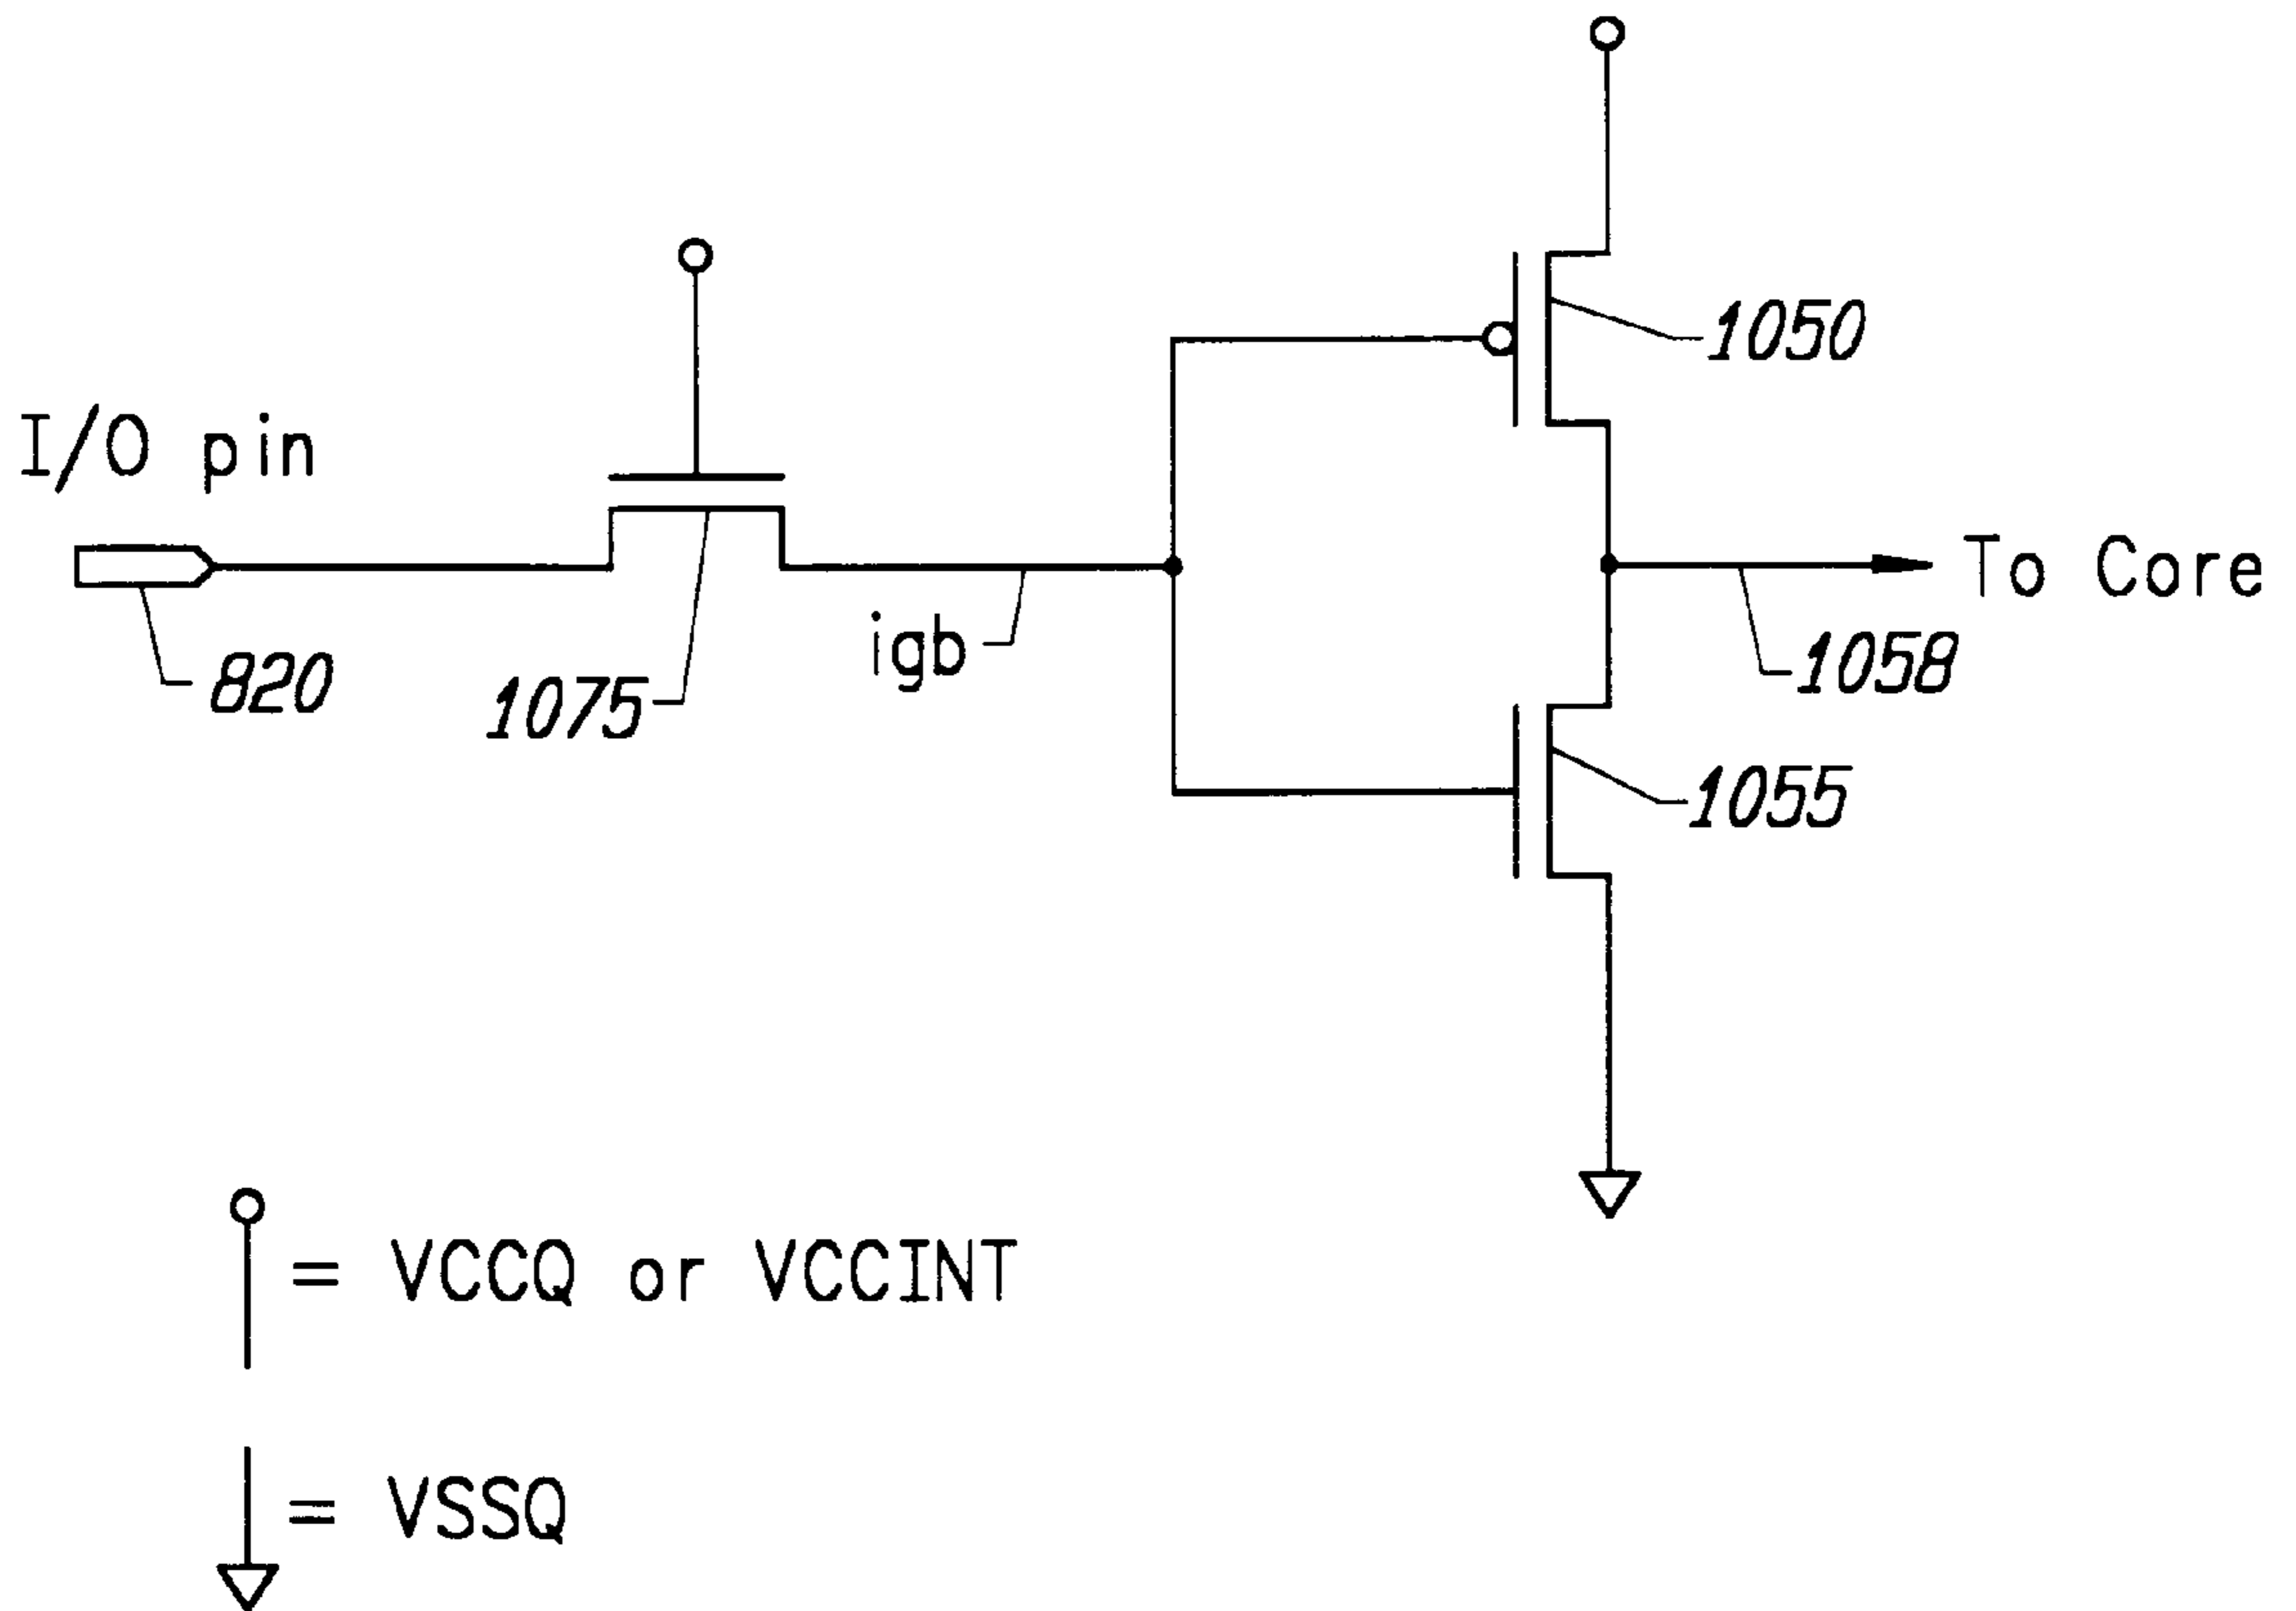 I/O pin
820
1075
igb
1050
To Core
1058
1055
= VCCQ or VCCINT
= VSSQ